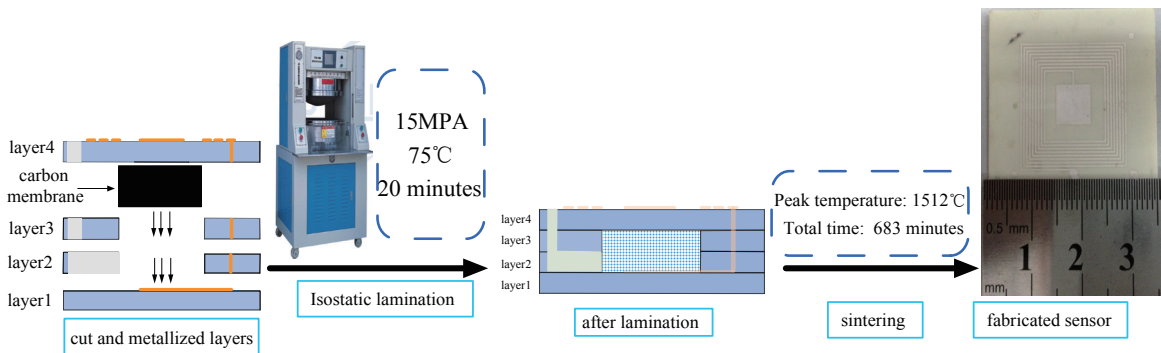 layer4
carbon
membrane
layer3
layer2
layer1
cut and metallized layers
15MPA
75℃
20 minutes
Isostatic lamination
layer4
layer3
layer2
layer1
after lamination
Peak temperature: 1512℃
Total time: 683 minutes
sintering
0.5 mm
1 2 3
mm
fabricated sensor